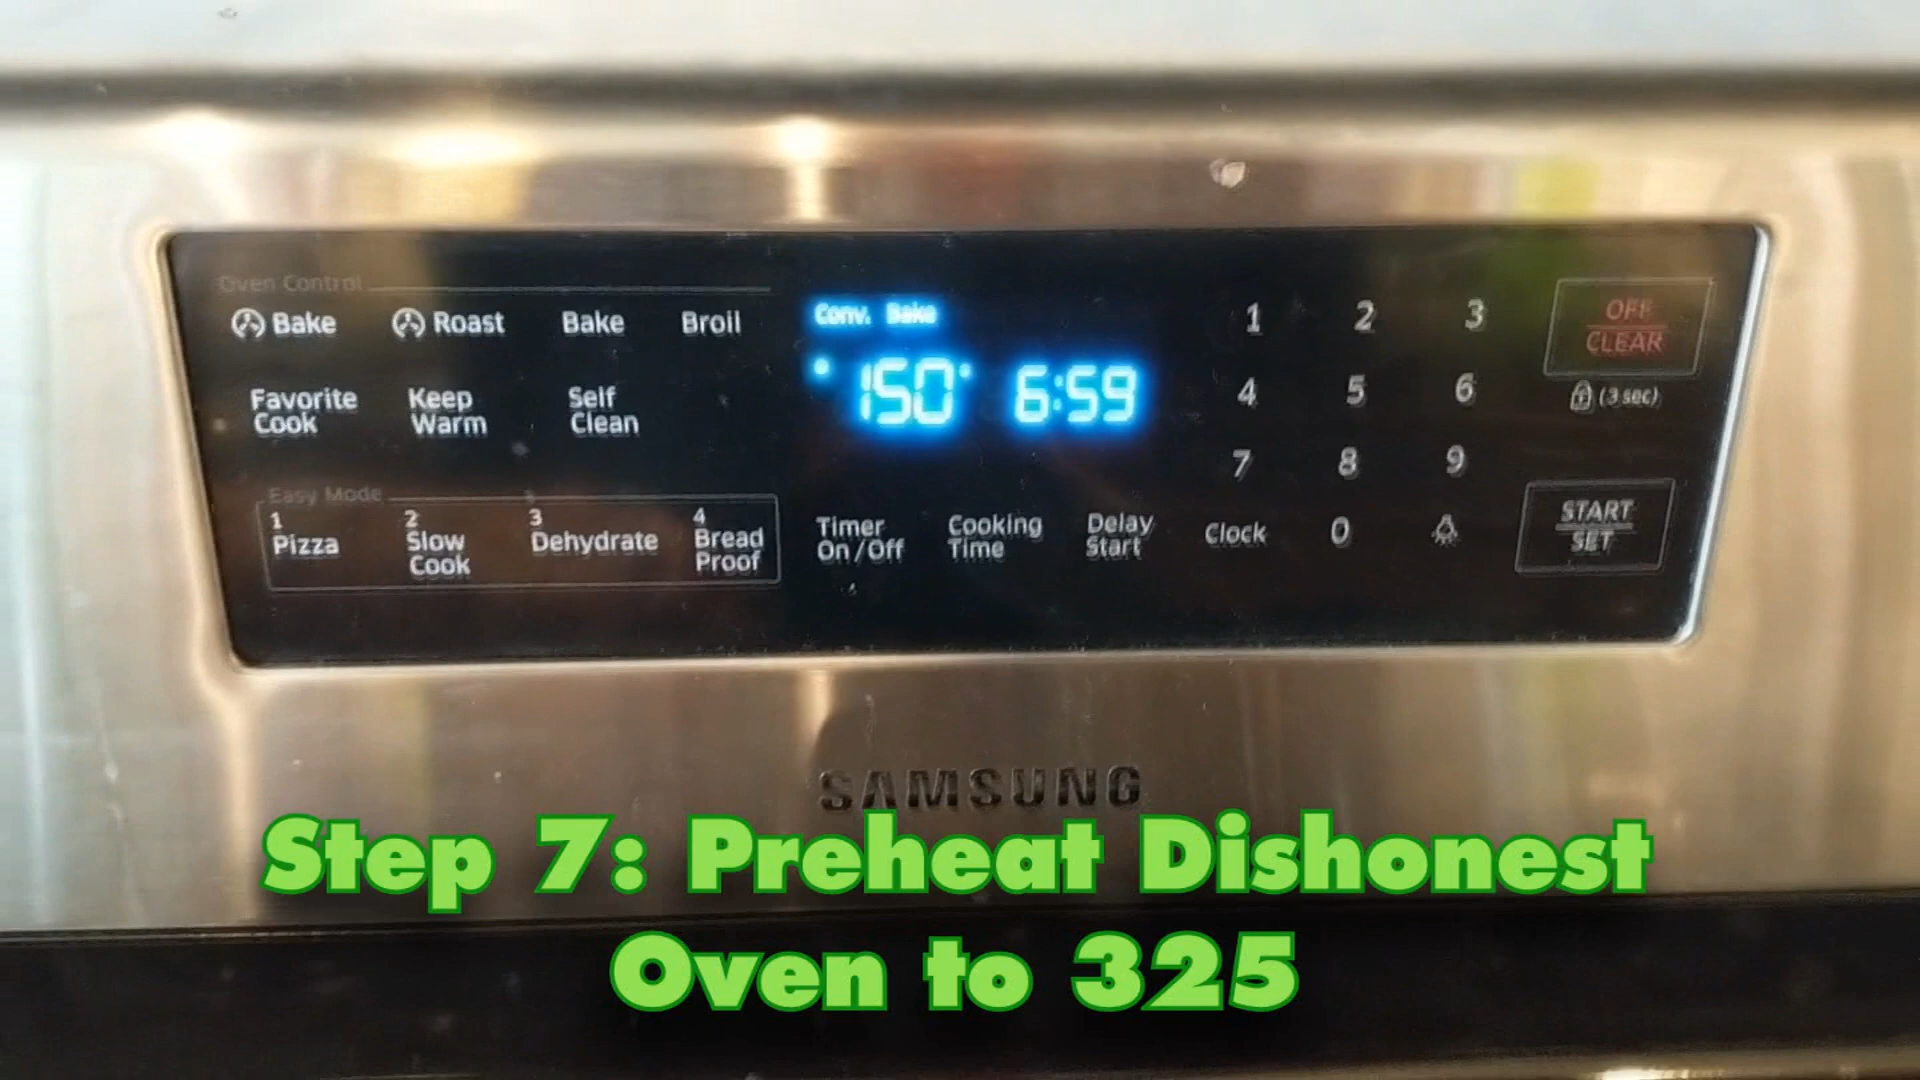 Oven Control
Bake Roast Bake Broil
Favorite Cook
Keep Warm
Self Clean
Easy Mode
1 Pizza
2 Slow Cook
3 Dehydrate
4 Bread Proof
Conv. Bake
150° 6:59
Timer On/Off
Cooking Time
Delay Start
1 2 3
4 5 6
7 8 9
Clock 0
OFF
CLEAR
(3 sec)
START
SET
SAMSUNG
Step 7: Preheat Dishonest
Oven to 325